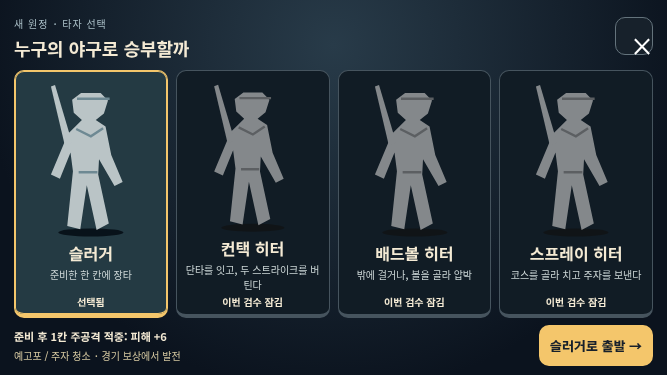 새 원정 · 타자 선택
누구의 야구로 승부할까
슬러거
준비한 한 칸에 장타
선택됨
컨택 히터
단타를 잇고, 두 스트라이크를 버
틴다
이번 검수 잠김
배드볼 히터
밖에 걸거나, 볼을 골라 압박
이번 검수 잠김
스프레이 히터
코스를 골라 치고 주자를 보낸다
이번 검수 잠김
준비 후 1칸 주공격 적중: 피해 +6
예고포 / 주자 청소 · 경기 보상에서 발전
슬러거로 출발 →